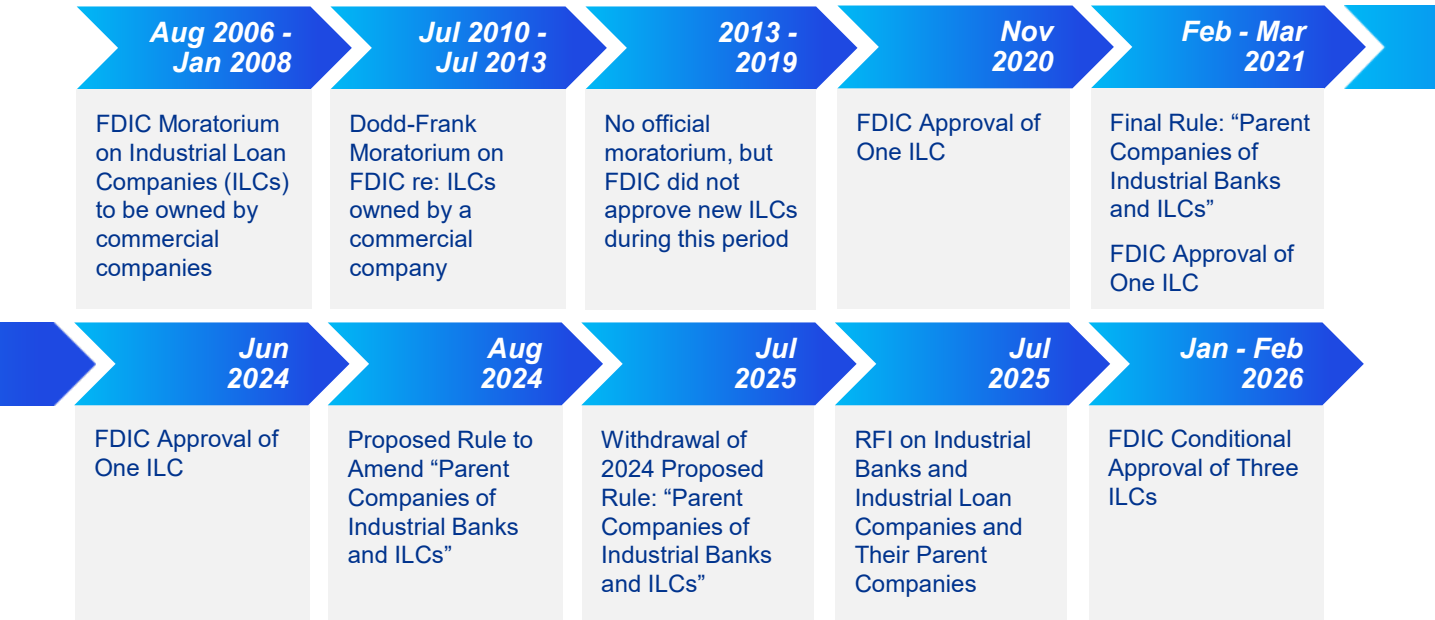 Aug 2006 -
Jan 2008
FDIC Moratorium
on Industrial Loan
Companies (ILCs)
to be owned by
commercial
companies
Jul 2010 -
Jul 2013
Dodd-Frank
Moratorium on
FDIC re: ILCs
owned by a
commercial
company
2013 -
2019
No official
moratorium, but
FDIC did not
approve new ILCs
during this period
Nov
2020
FDIC Approval of
One ILC
Feb - Mar
2021
Final Rule: “Parent
Companies of
Industrial Banks
and ILCs”
FDIC Approval of
One ILC
Jun
2024
FDIC Approval of
One ILC
Aug
2024
Proposed Rule to
Amend “Parent
Companies of
Industrial Banks
and ILCs”
Jul
2025
Withdrawal of
2024 Proposed
Rule: “Parent
Companies of
Industrial Banks
and ILCs”
Jul
2025
RFI on Industrial
Banks and
Industrial Loan
Companies and
Their Parent
Companies
Jan - Feb
2026
FDIC Conditional
Approval of Three
ILCs